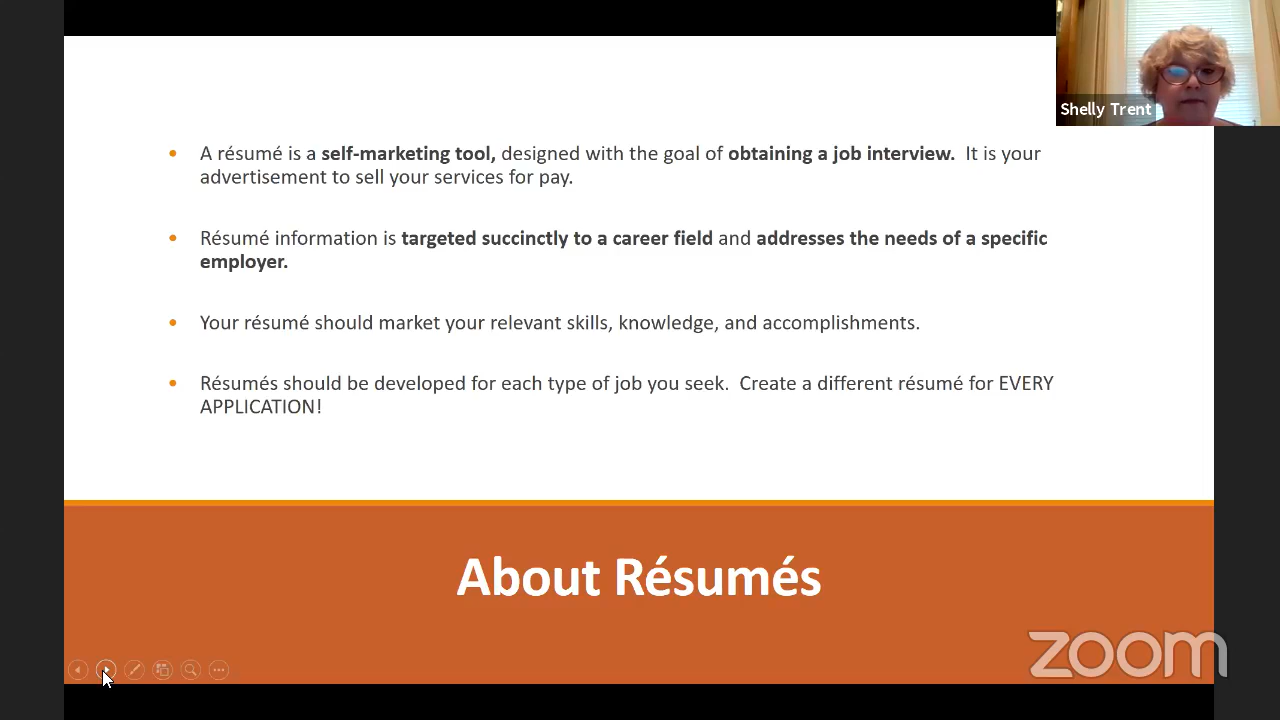 Shelly Trent
• A résumé is a self-marketing tool, designed with the goal of obtaining a job interview.  It is your
advertisement to sell your services for pay.
• Résumé information is targeted succinctly to a career field and addresses the needs of a specific
employer.
• Your résumé should market your relevant skills, knowledge, and accomplishments.
• Résumés should be developed for each type of job you seek.  Create a different résumé for EVERY
APPLICATION!
About Résumés
zoom